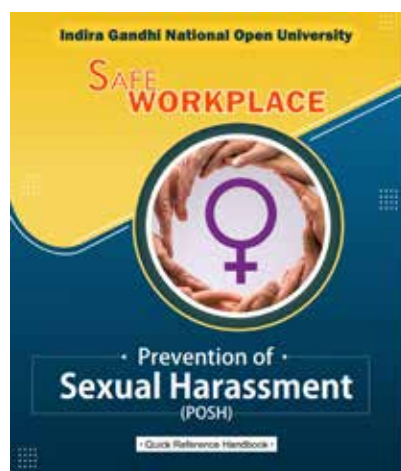 Indira Gandhi National Open University
SAFE
WORKPLACE
• Prevention of •
Sexual Harassment
(POSH)
• Quick Reference Handbook •